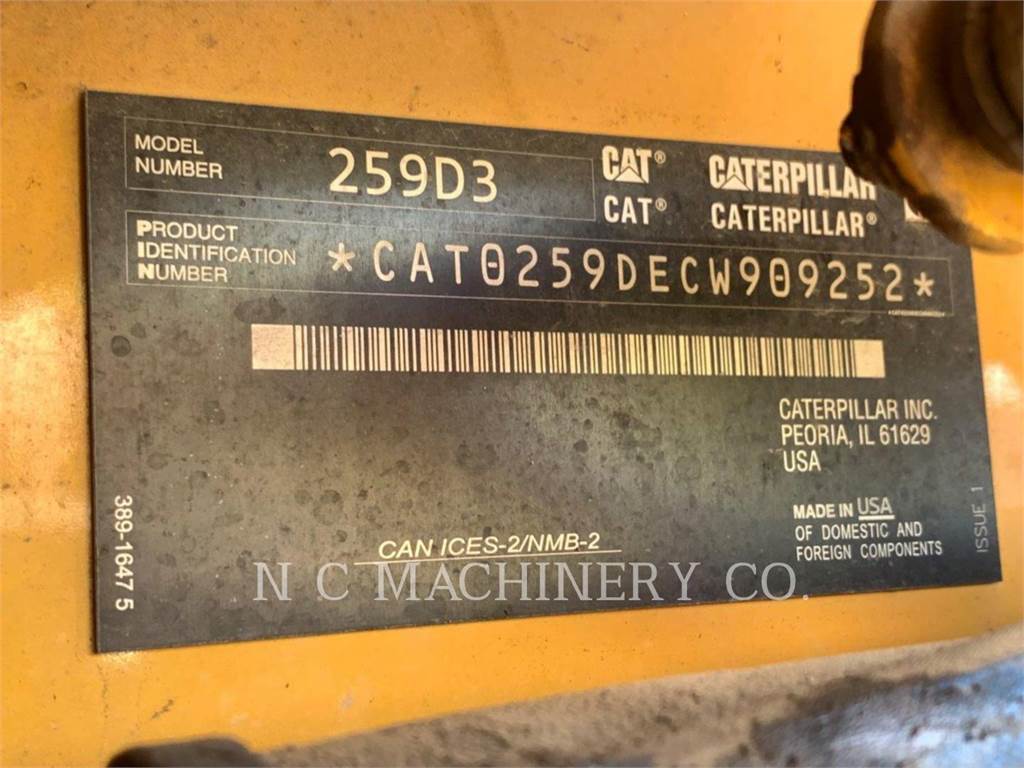 MODEL
NUMBER
259D3
CAT® CATERPILLAR
CAT® CATERPILLAR®
PRODUCT
IDENTIFICATION
NUMBER
*CAT0259DECW909252*
CATERPILLAR INC.
PEORIA, IL 61629
USA
MADE IN USA
OF DOMESTIC AND
FOREIGN COMPONENTS
ISSUE 1
389-1647 5
CAN ICES-2/NMB-2
N C MACHINERY CO.